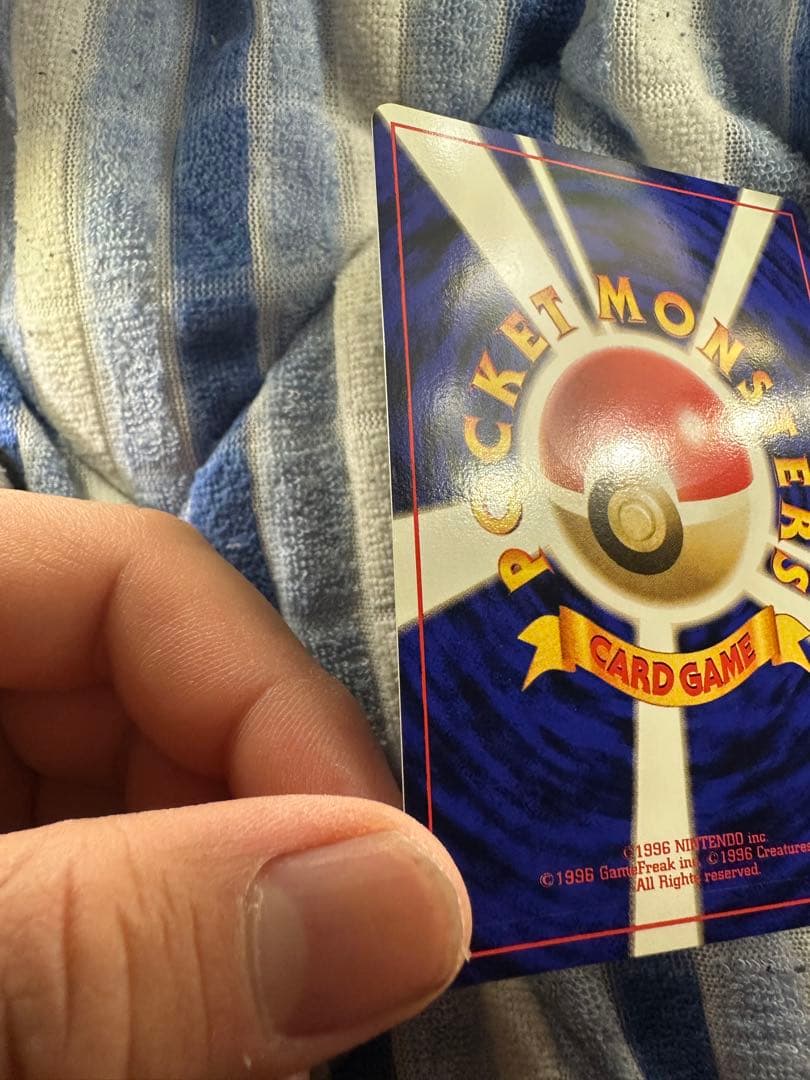 POCKET MONSTERS
CARD GAME
©1996 NINTENDO inc.
©1996 GameFreak inc. ©1996 Creatures
All Rights reserved.